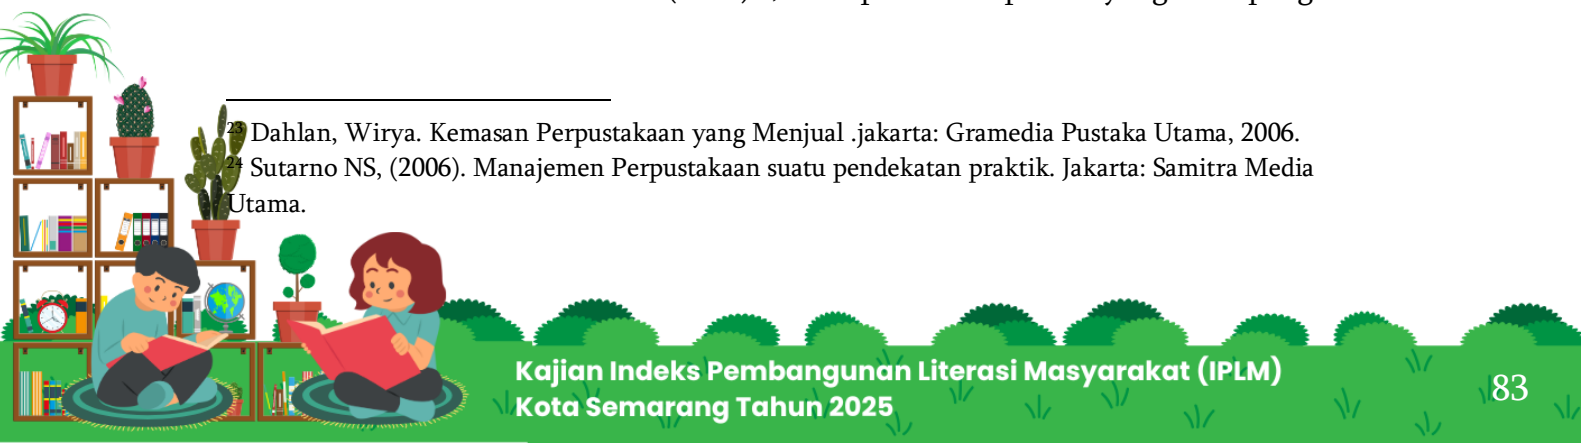 23 Dahlan, Wirya. Kemasan Perpustakaan yang Menjual .jakarta: Gramedia Pustaka Utama, 2006.
24 Sutarno NS, (2006). Manajemen Perpustakaan suatu pendekatan praktik. Jakarta: Samitra Media
Utama.
Kajian Indeks Pembangunan Literasi Masyarakat (IPLM)
Kota Semarang Tahun 2025
83